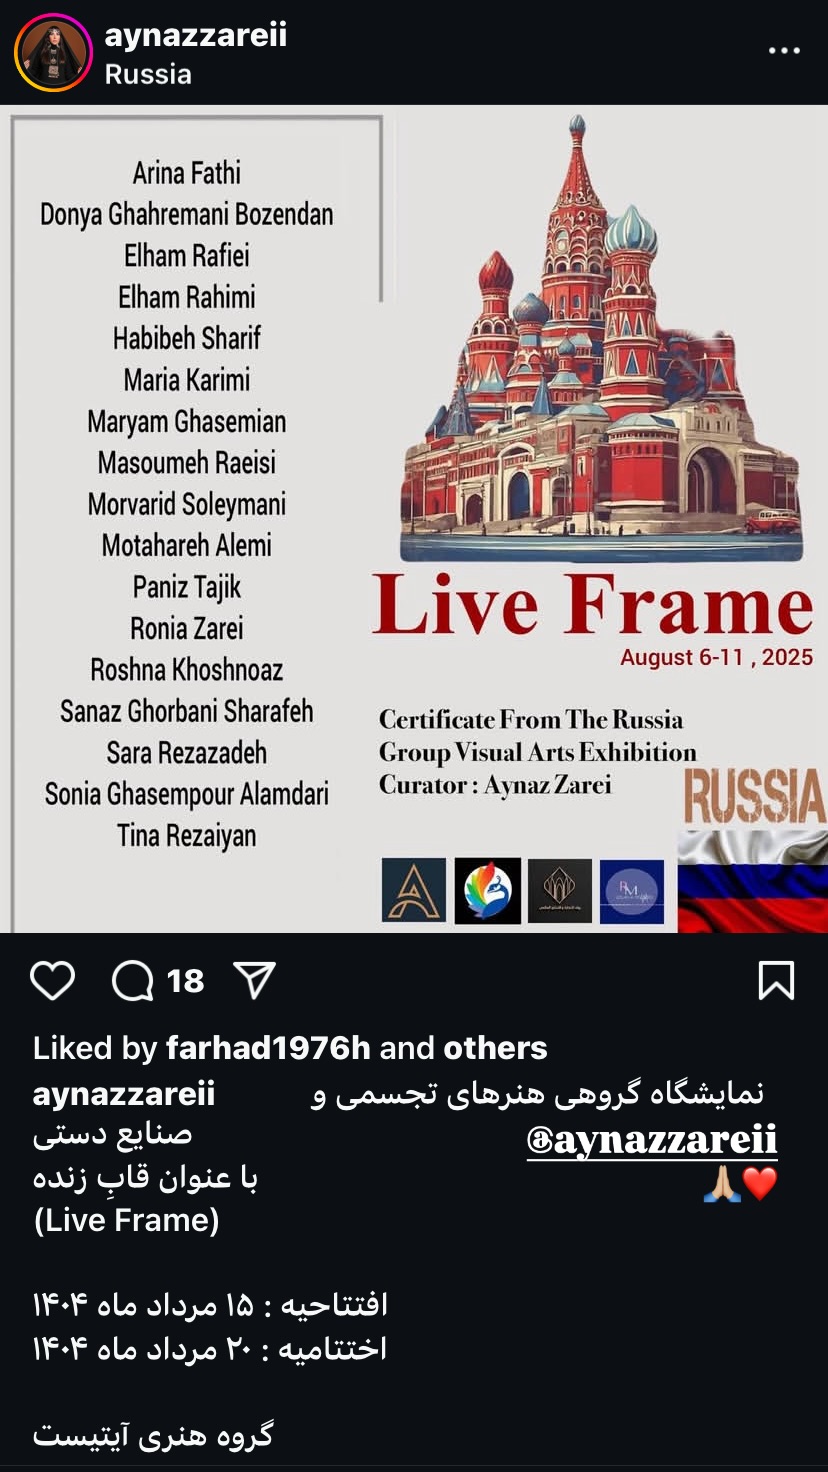 aynazzareii
Russia
Arina Fathi
Donya Ghahremani Bozendan
Elham Rafiei
Elham Rahimi
Habibeh Sharif
Maria Karimi
Maryam Ghasemian
Masoumeh Raeisi
Morvarid Soleymani
Motahareh Alemi
Paniz Tajik
Ronia Zarei
Roshna Khoshnoaz
Sanaz Ghorbani Sharafeh
Sara Rezazadeh
Sonia Ghasempour Alamdari
Tina Rezaiyan
Live Frame
August 6-11 , 2025
Certificate From The Russia
Group Visual Arts Exhibition
Curator : Aynaz Zarei
RUSSIA
RM
18
Liked by farhad1976h and others
aynazzareii نمایشگاه گروهی هنرهای تجسمی و
صنایع دستی
@aynazzareii
با عنوان قابِ زنده
🙏🏼❤️
(Live Frame)
افتتاحیه : ۱۵ مرداد ماه ۱۴۰۴
اختتامیه : ۲۰ مرداد ماه ۱۴۰۴
گروه هنری آیتیست